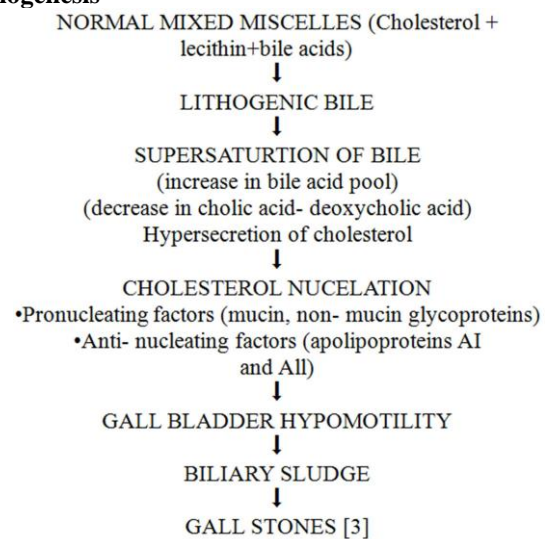 NORMAL MIXED MISCELLES (Cholesterol +
lecithin+bile acids)
LITHOGENIC BILE
SUPERSATURTION OF BILE
(increase in bile acid pool)
(decrease in cholic acid- deoxycholic acid)
Hypersecretion of cholesterol
CHOLESTEROL NUCELATION
•Pronucleating factors (mucin, non- mucin glycoproteins)
•Anti- nucleating factors (apolipoproteins AI
and All)
GALL BLADDER HYPOMOTILITY
BILIARY SLUDGE
GALL STONES [3]